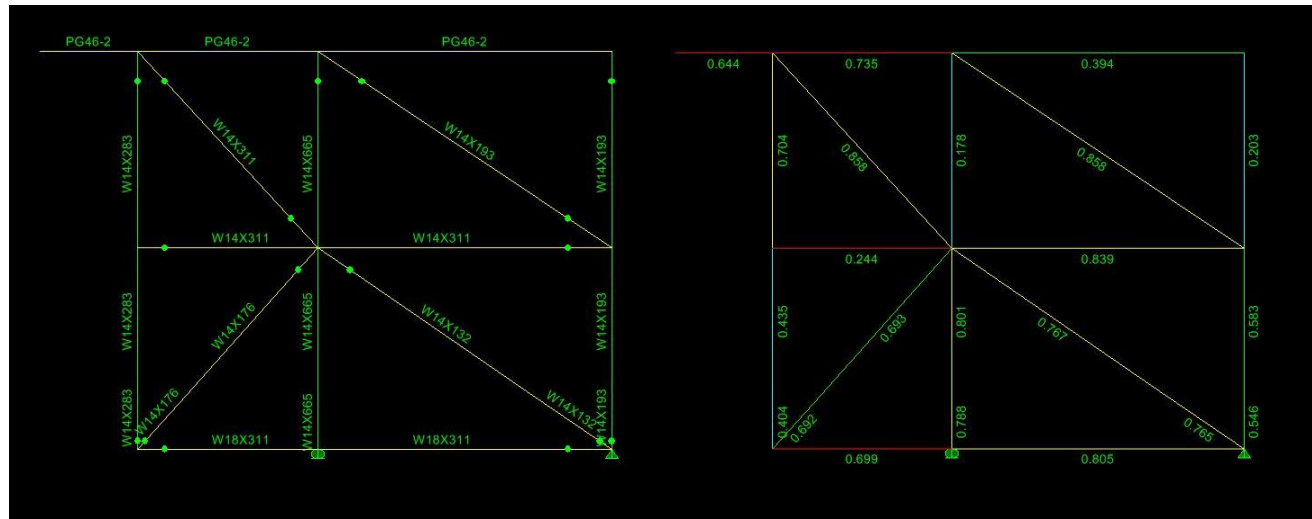 PG46-2 PG46-2 PG46-2
W14X283 W14X311 W14X665 W14X193 W14X193
W14X311 W14X311
W14X283 W14X176 W14X665 W14X132 W14X193
W14X283 W14X176 W14X665 W14X132 W14X193
W18X311 W18X311
0.644 0.735 0.394
0.704 0.858 0.178 0.858 0.203
0.244 0.839
0.435 0.693 0.801 0.767 0.583
0.404 0.692 0.788 0.765 0.546
0.699 0.805